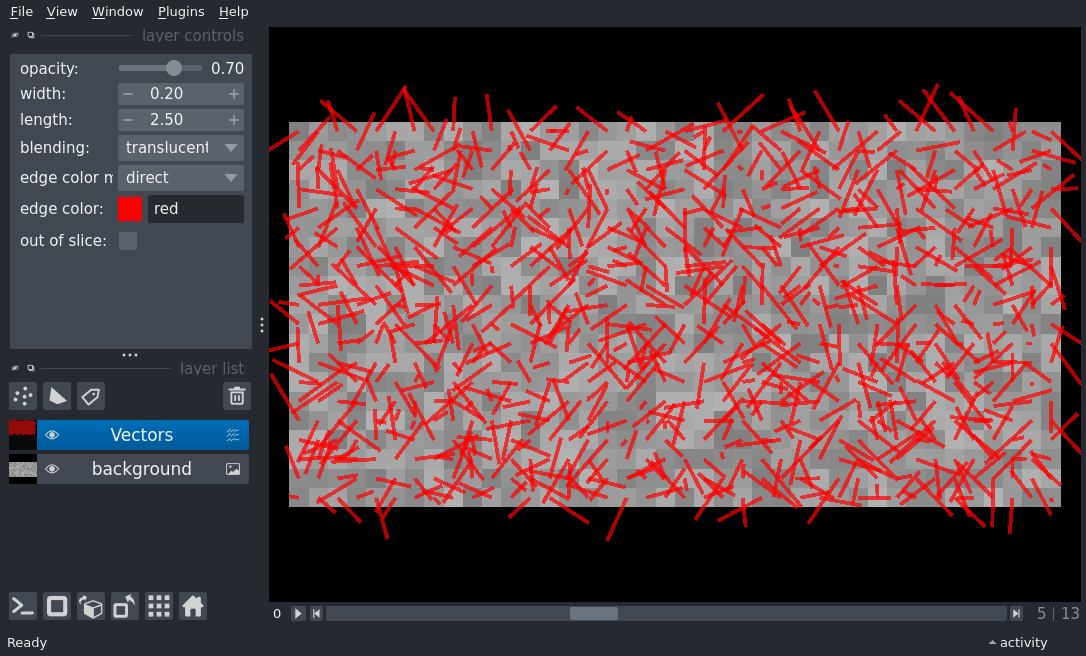 File View Window Plugins Help
layer controls
opacity: 0.70
width: − 0.20 +
length: − 2.50 +
blending: translucent
edge color m direct
edge color: red
out of slice:
layer list
Vectors
background
0 5 | 13
Ready activity